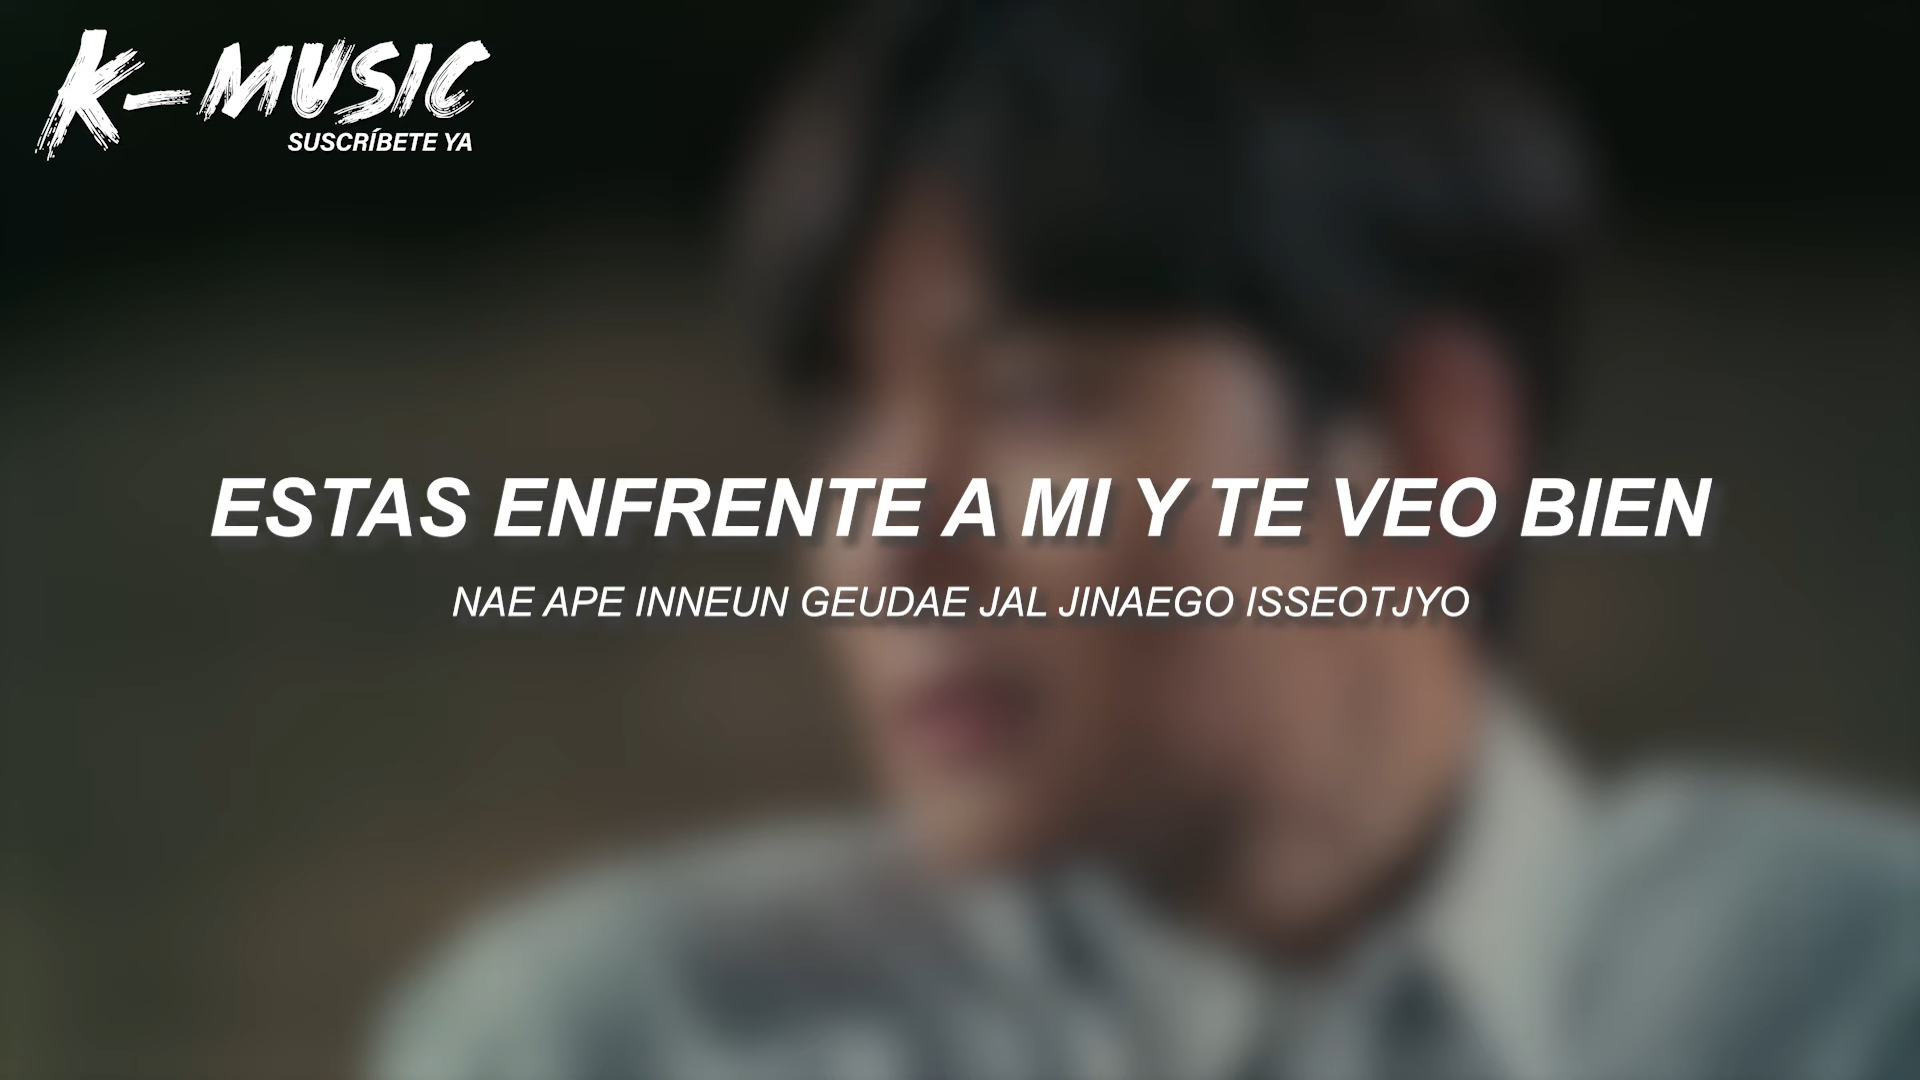 K-MUSIC
SUSCRÍBETE YA
ESTAS ENFRENTE A MI Y TE VEO BIEN
NAE APE INNEUN GEUDAE JAL JINAEGO ISSEOTJYO